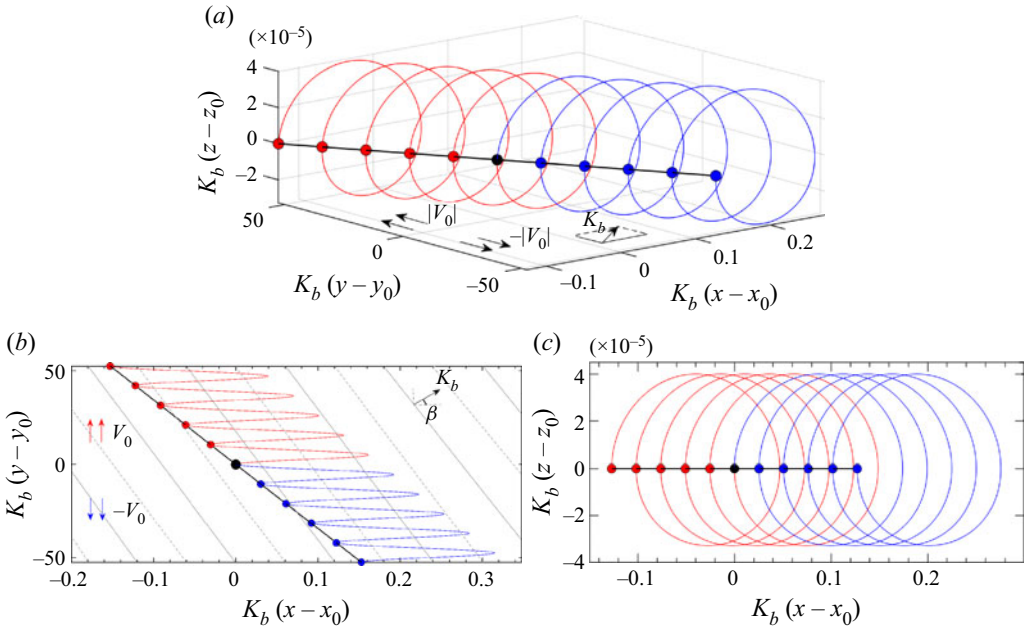 (a)
(×10⁻⁵)
4
2
0
−2
K_b (z − z_0)
50
0
−50
K_b (y − y_0)
|V_0|
−|V_0|
K_b
−0.1
0
0.1
0.2
K_b (x − x_0)
(b)
50
0
−50
K_b (y − y_0)
V_0
−V_0
K_b
β
−0.2
−0.1
0
0.1
0.2
0.3
K_b (x − x_0)
(c)
(×10⁻⁵)
4
2
0
−2
−4
K_b (z − z_0)
−0.1
0
0.1
0.2
K_b (x − x_0)